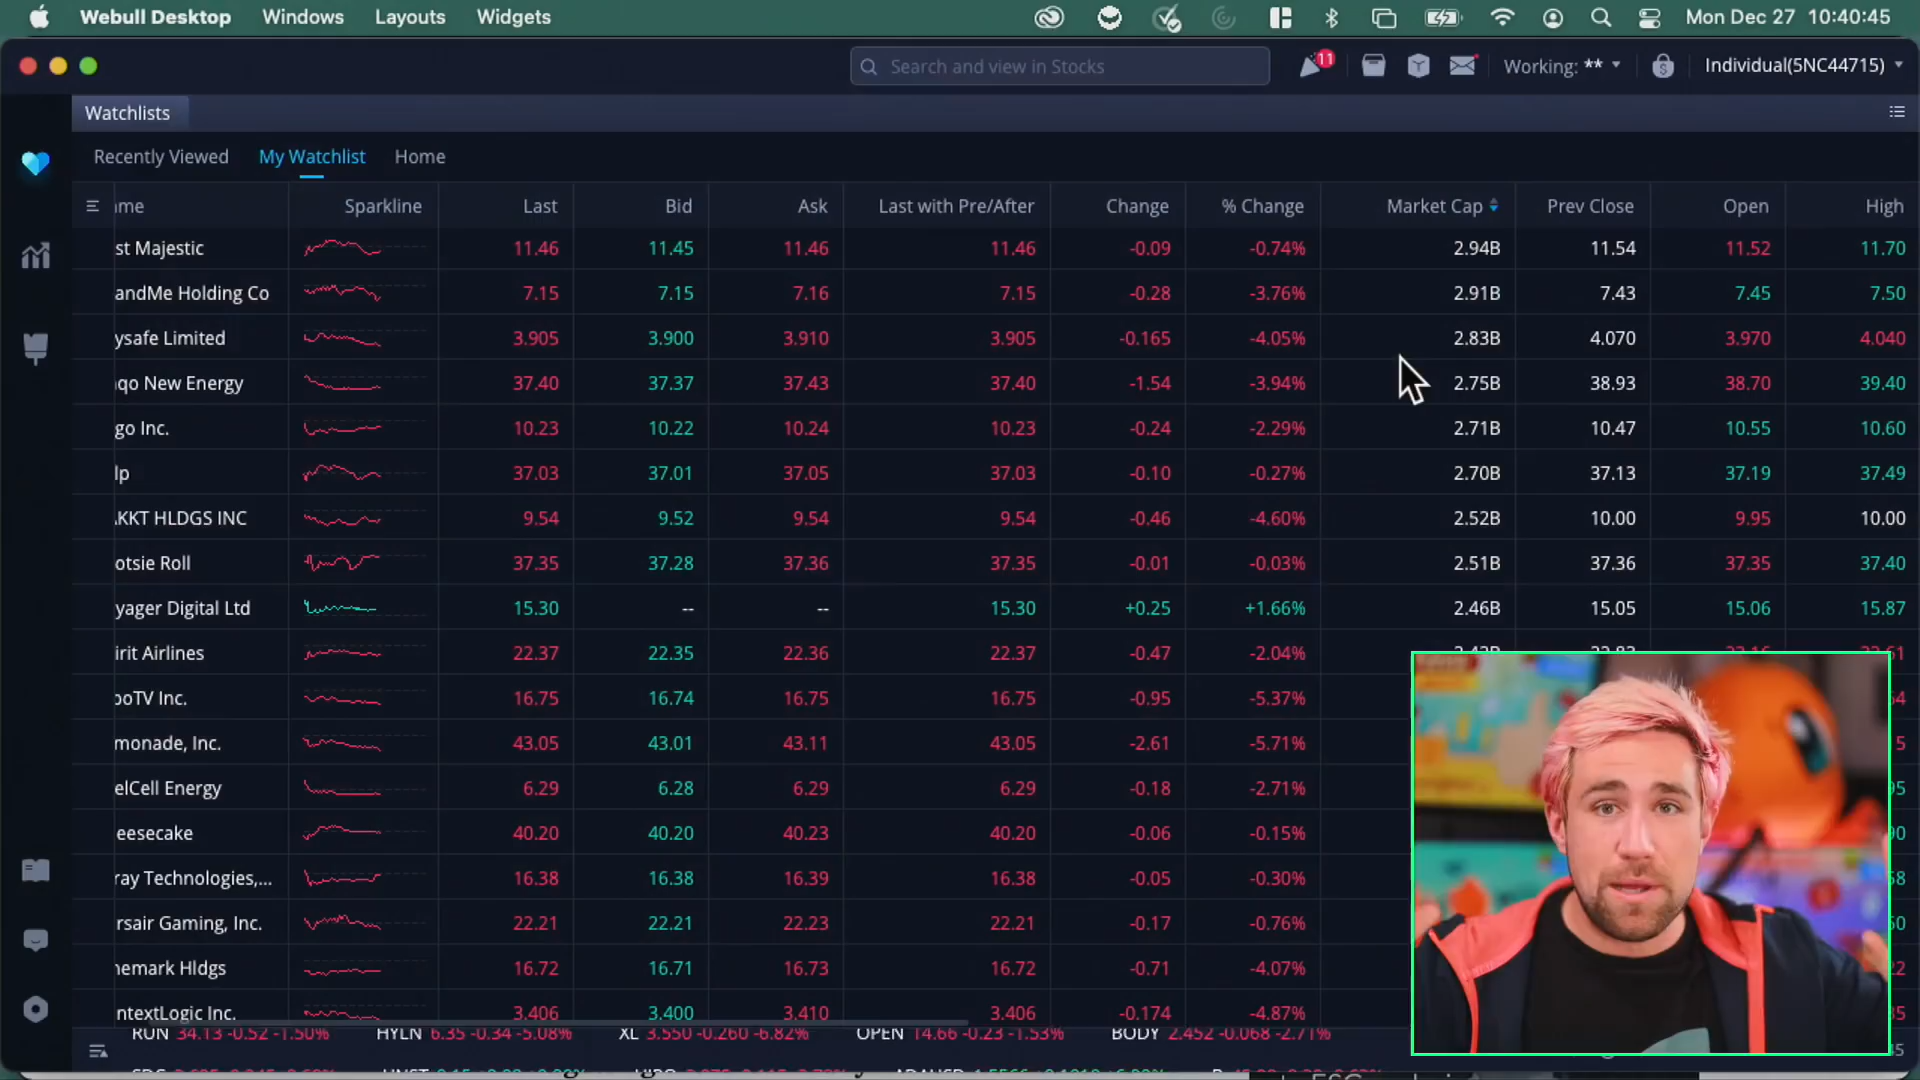 Webull Desktop Windows Layouts Widgets Mon Dec 27 10:40:45
Search and view in Stocks 11 Working: ** Individual(5NC44715)
Watchlists
Recently Viewed My Watchlist Home
me Sparkline Last Bid Ask Last with Pre/After Change % Change Market Cap Prev Close Open High
st Majestic 11.46 11.45 11.46 11.46 -0.09 -0.74% 2.94B 11.54 11.52 11.70
andMe Holding Co 7.15 7.15 7.16 7.15 -0.28 -3.76% 2.91B 7.43 7.45 7.50
ysafe Limited 3.905 3.900 3.910 3.905 -0.165 -4.05% 2.83B 4.070 3.970 4.040
qo New Energy 37.40 37.37 37.43 37.40 -1.54 -3.94% 2.75B 38.93 38.70 39.40
go Inc. 10.23 10.22 10.24 10.23 -0.24 -2.29% 2.71B 10.47 10.55 10.60
lp 37.03 37.01 37.05 37.03 -0.10 -0.27% 2.70B 37.13 37.19 37.49
KKT HLDGS INC 9.54 9.52 9.54 9.54 -0.46 -4.60% 2.52B 10.00 9.95 10.00
otsie Roll 37.35 37.28 37.36 37.35 -0.01 -0.03% 2.51B 37.36 37.35 37.40
yager Digital Ltd 15.30 -- -- 15.30 +0.25 +1.66% 2.46B 15.05 15.06 15.87
irit Airlines 22.37 22.35 22.36 22.37 -0.47 -2.04%
oTV Inc. 16.75 16.74 16.75 16.75 -0.95 -5.37%
monade, Inc. 43.05 43.01 43.11 43.05 -2.61 -5.71%
elCell Energy 6.29 6.28 6.29 6.29 -0.18 -2.71%
eesecake 40.20 40.20 40.23 40.20 -0.06 -0.15%
ray Technologies,... 16.38 16.38 16.39 16.38 -0.05 -0.30%
rsair Gaming, Inc. 22.21 22.21 22.23 22.21 -0.17 -0.76%
nemark Hldgs 16.72 16.71 16.73 16.72 -0.71 -4.07%
ntextLogic Inc. 3.406 3.400 3.410 3.406 -0.174 -4.87%
RUN 34.13 -0.52 -1.50% HYLN 6.35 -0.34 -5.08% XL 3.550 -0.260 -6.82% OPEN 14.66 -0.23 -1.53% BODY 2.452 -0.068 -2.71%